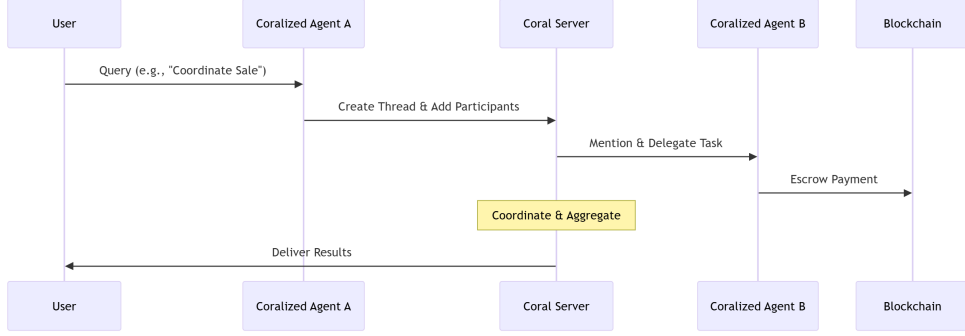 User
Coralized Agent A
Coral Server
Coralized Agent B
Blockchain
Query (e.g., "Coordinate Sale")
Create Thread & Add Participants
Mention & Delegate Task
Escrow Payment
Coordinate & Aggregate
Deliver Results
User
Coralized Agent A
Coral Server
Coralized Agent B
Blockchain